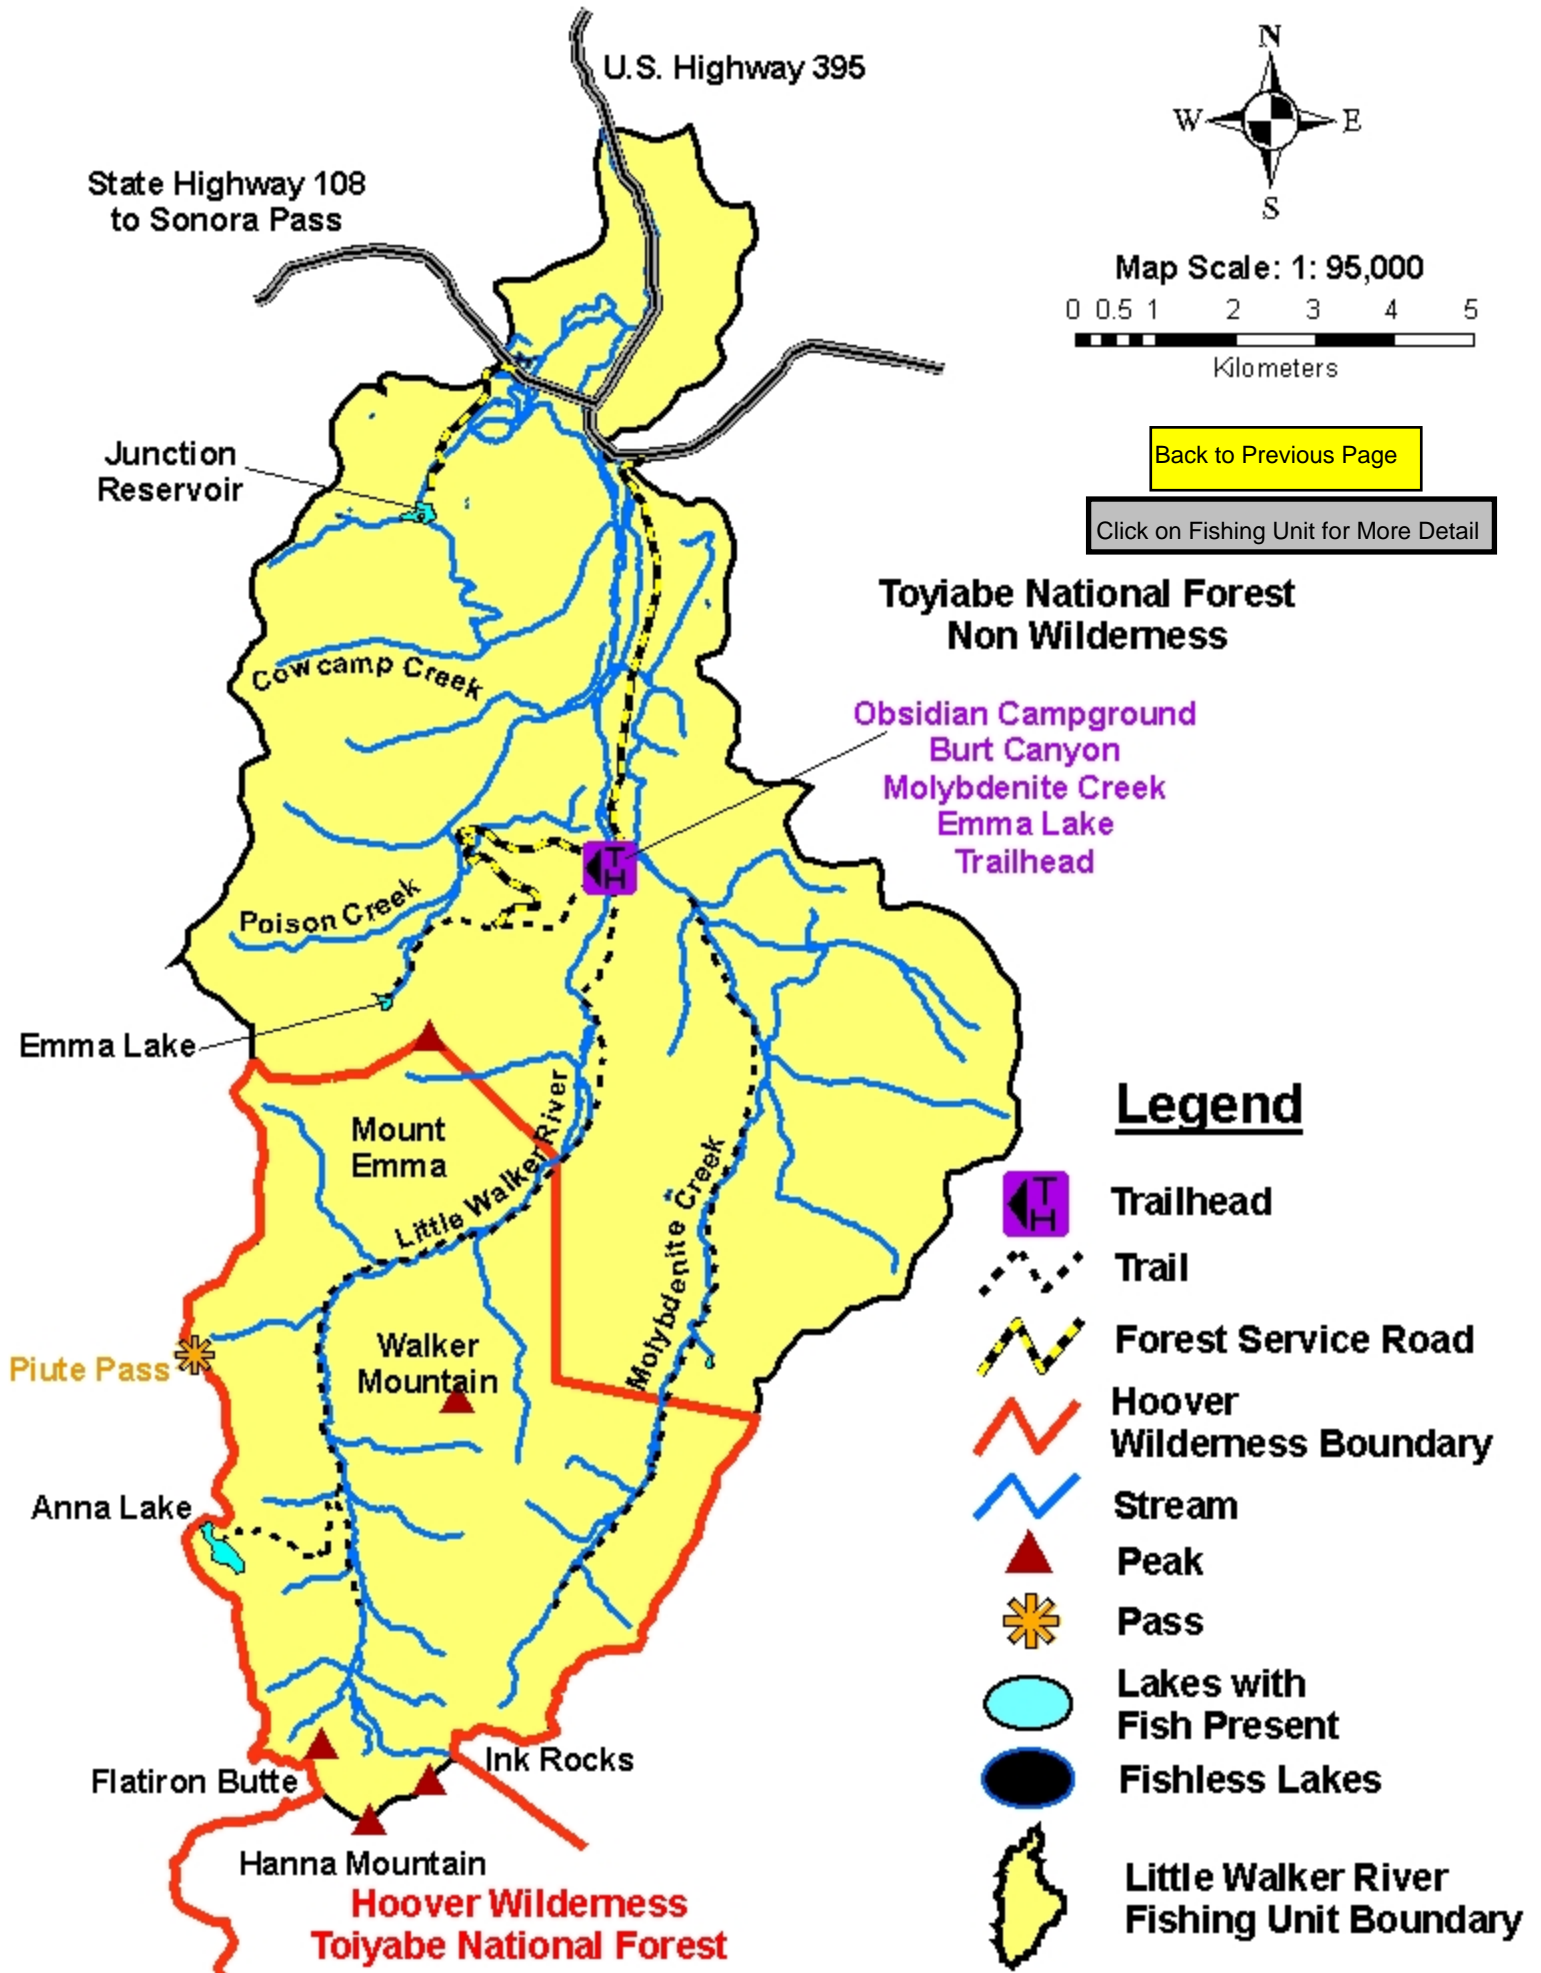 N
W E
S
U.S. Highway 395
State Highway 108
to Sonora Pass
Map Scale: 1: 95,000
0 0.5 1 2 3 4 5
Kilometers
Back to Previous Page
Click on Fishing Unit for More Detail
Junction
Reservoir
Toyiabe National Forest
Non Wilderness
Cowcamp Creek
Obsidian Campground
Burt Canyon
Molybdenite Creek
Emma Lake
Trailhead
T
H
Poison Creek
Emma Lake
Mount
Emma
Little Walker River
Molybdenite Creek
Walker
Mountain
Piute Pass
Anna Lake
Ink Rocks
Flatiron Butte
Hanna Mountain
Hoover Wilderness
Toiyabe National Forest
Legend
T
H
Trailhead
Trail
Forest Service Road
Hoover
Wilderness Boundary
Stream
Peak
Pass
Lakes with
Fish Present
Fishless Lakes
Little Walker River
Fishing Unit Boundary